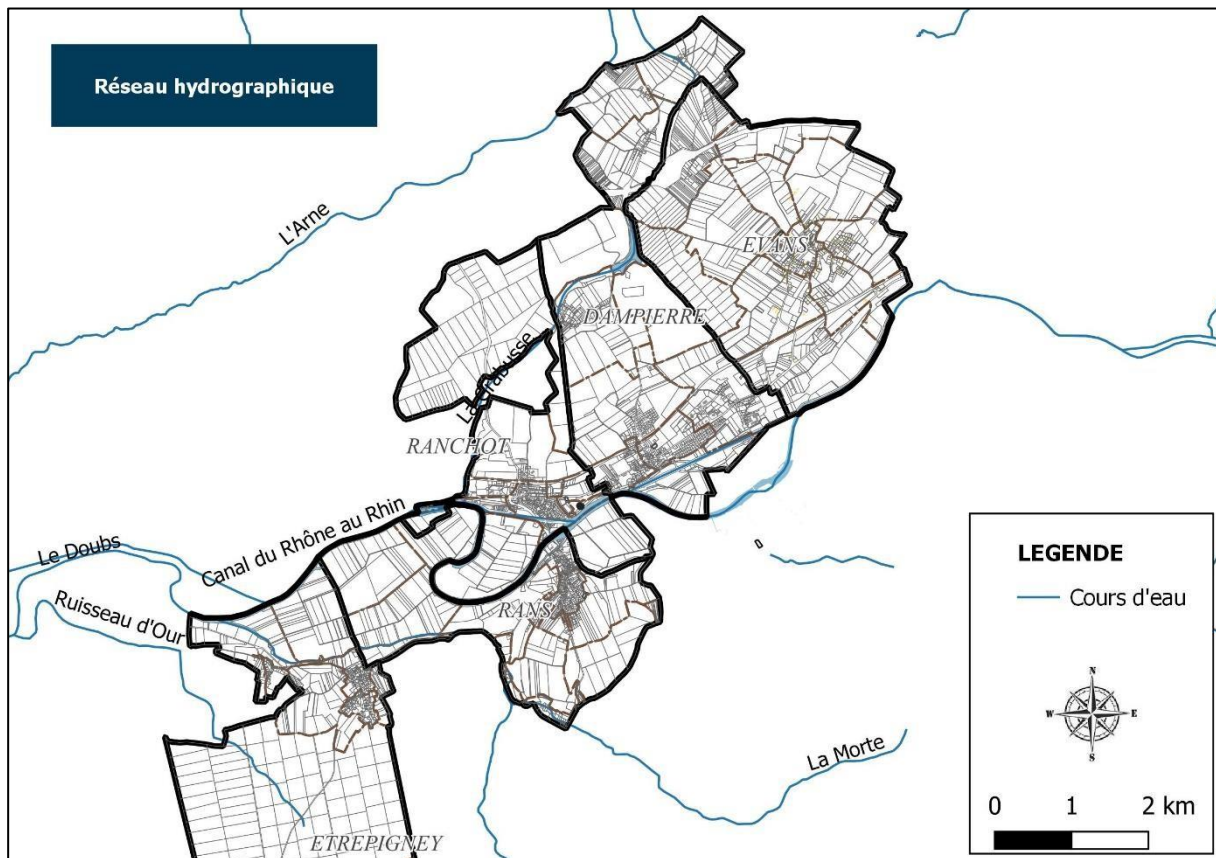 Réseau hydrographique
L'Arne
EVANS
DAMPIERRE
RANCHOT
Canal du Rhône au Rhin
Le Doubs
Ruisseau d'Our
RANS
La Morte
ETREPIGNEY
LEGENDE
Cours d'eau
N
W E
S
0 1 2 km